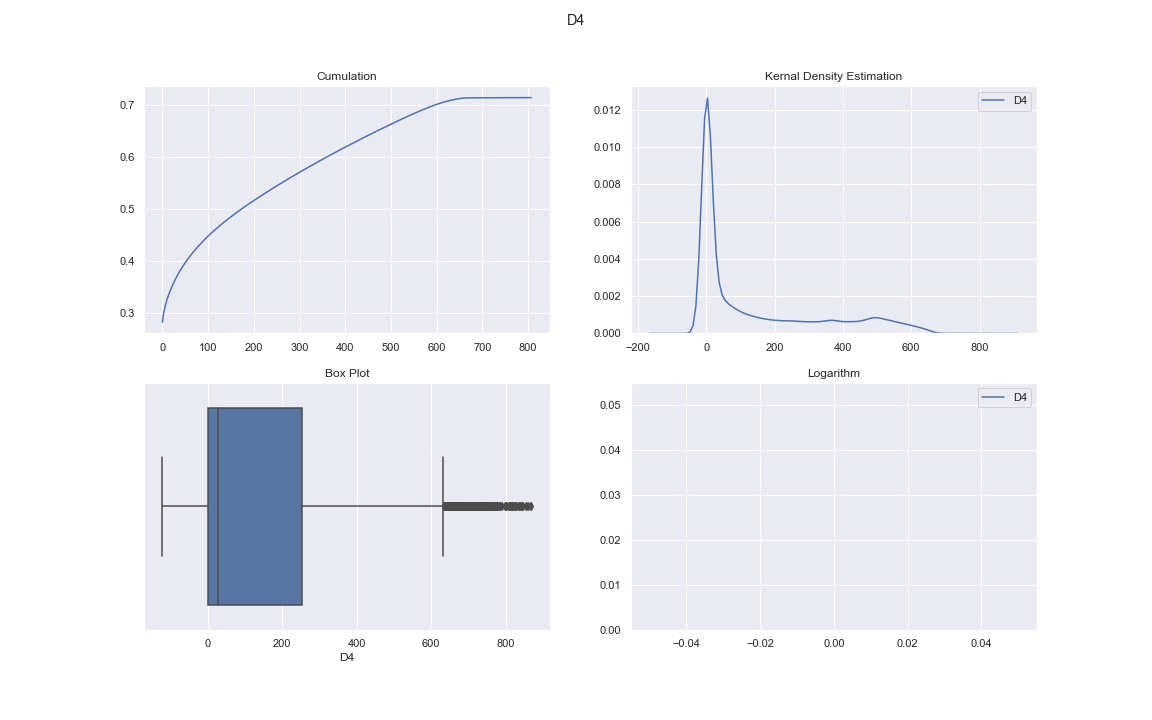 D4
Cumulation
0.7
0.6
0.5
0.4
0.3
0 100 200 300 400 500 600 700 800
Kernal Density Estimation
D4
0.012
0.010
0.008
0.006
0.004
0.002
0.000
−200 0 200 400 600 800
Box Plot
0 200 400 600 800
D4
Logarithm
D4
0.05
0.04
0.03
0.02
0.01
0.00
−0.04 −0.02 0.00 0.02 0.04